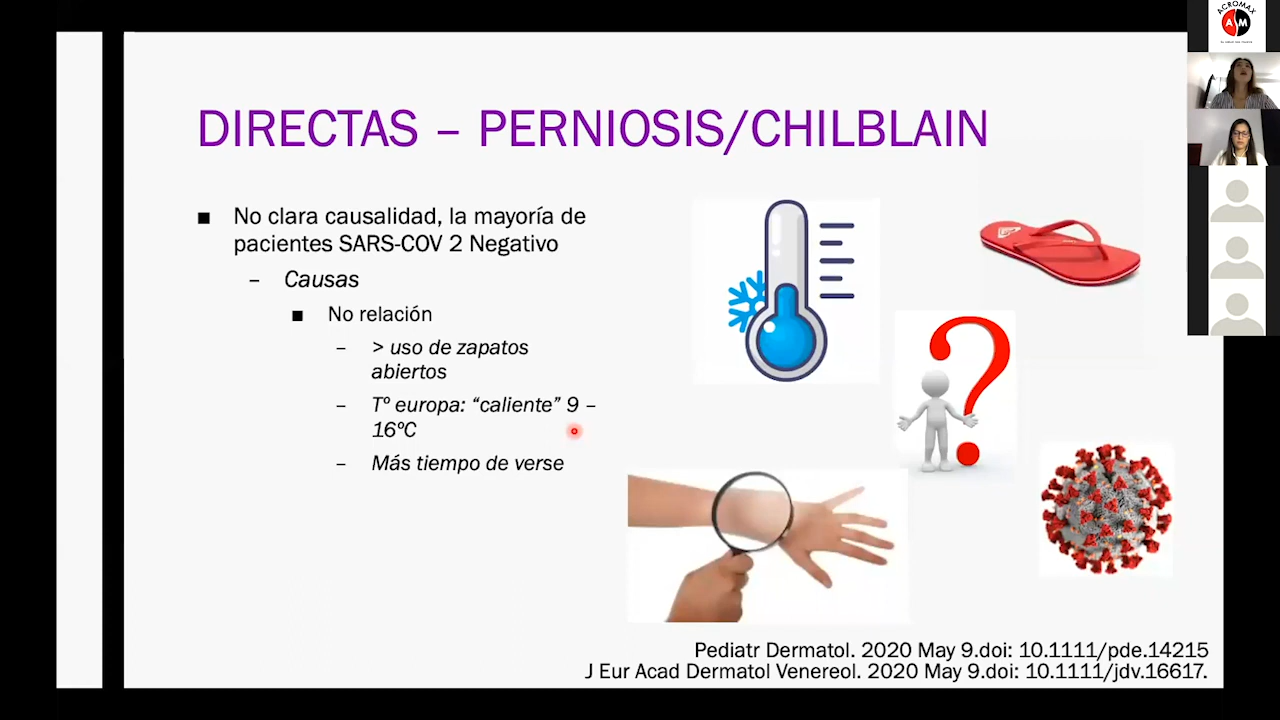 DIRECTAS – PERNIOSIS/CHILBLAIN
■ No clara causalidad, la mayoría de
pacientes SARS-COV 2 Negativo
– Causas
■ No relación
– > uso de zapatos
abiertos
– Tº europa: “caliente” 9 –
16ºC
– Más tiempo de verse
Pediatr Dermatol. 2020 May 9.doi: 10.1111/pde.14215
J Eur Acad Dermatol Venereol. 2020 May 9.doi: 10.1111/jdv.16617.
ACROMAX
AM